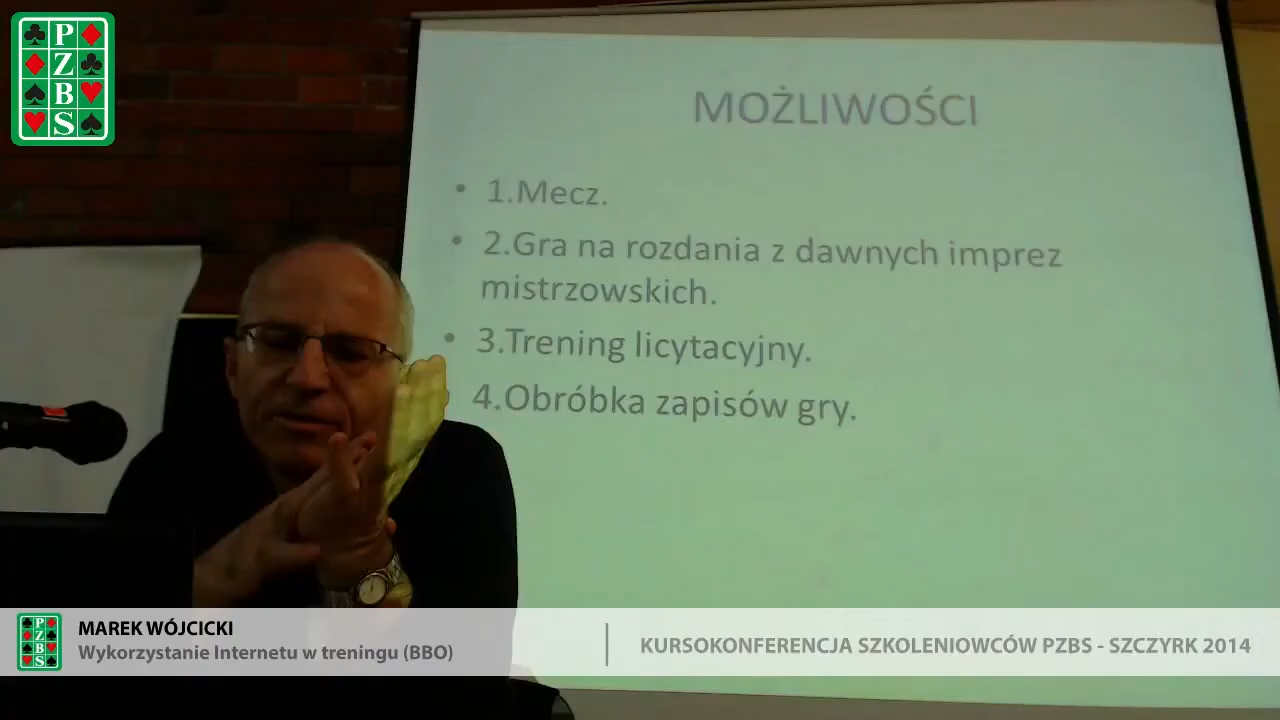 P
Z
B
S
MOŻLIWOŚCI
• 1.Mecz.
• 2.Gra na rozdania z dawnych imprez
mistrzowskich.
• 3.Trening licytacyjny.
4.Obróbka zapisów gry.
P
Z
B
S
MAREK WÓJCICKI
Wykorzystanie Internetu w treningu (BBO)
KURSOKONFERENCJA SZKOLENIOWCÓW PZBS - SZCZYRK 2014